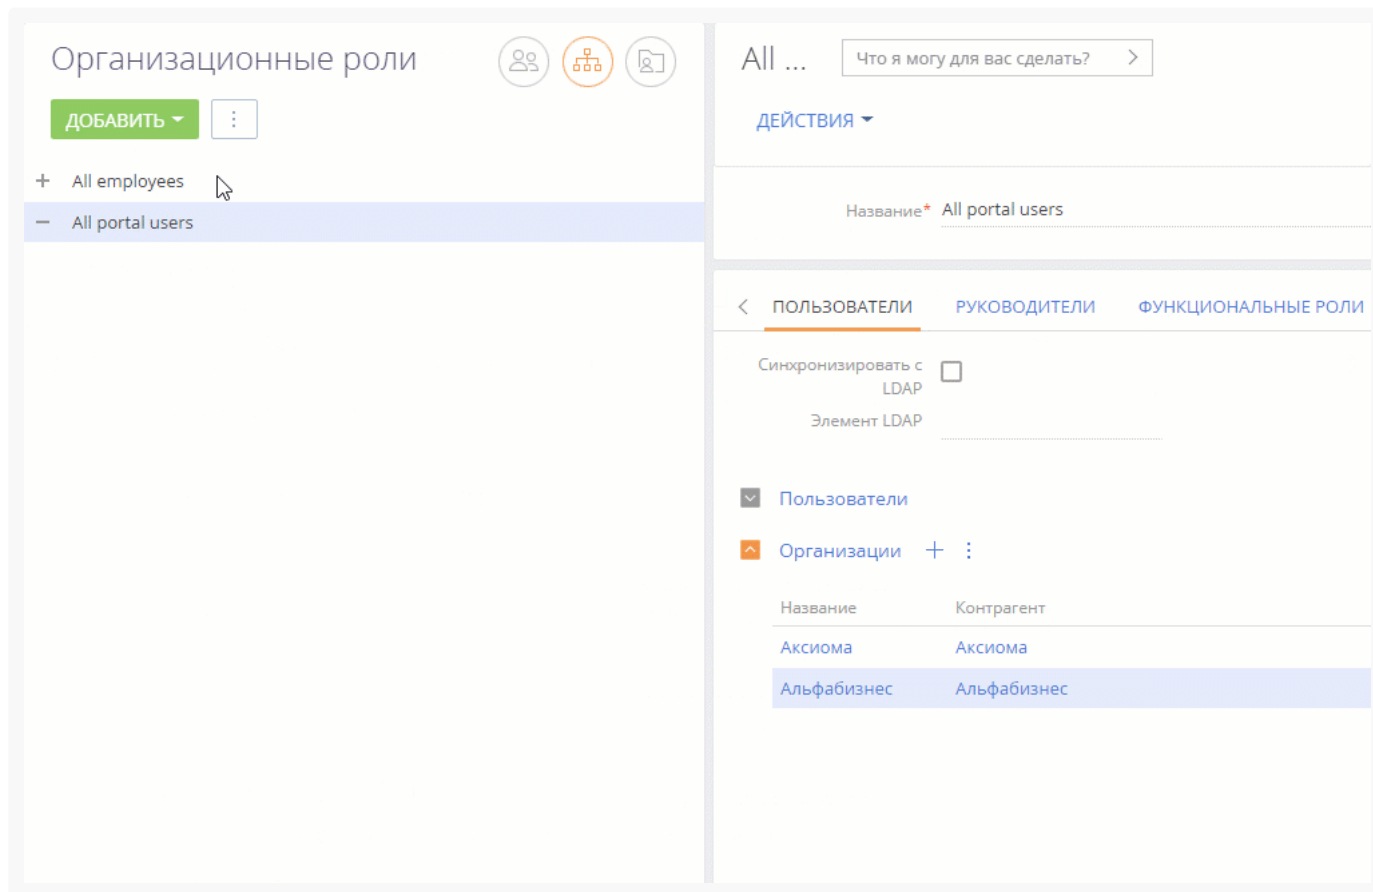 Организационные роли
ДОБАВИТЬ
All employees
All portal users
All ...
Что я могу для вас сделать?
ДЕЙСТВИЯ
Название* All portal users
ПОЛЬЗОВАТЕЛИ РУКОВОДИТЕЛИ ФУНКЦИОНАЛЬНЫЕ РОЛИ
Синхронизировать с
LDAP
Элемент LDAP
Пользователи
Организации
Название Контрагент
Аксиома Аксиома
Альфабизнес Альфабизнес